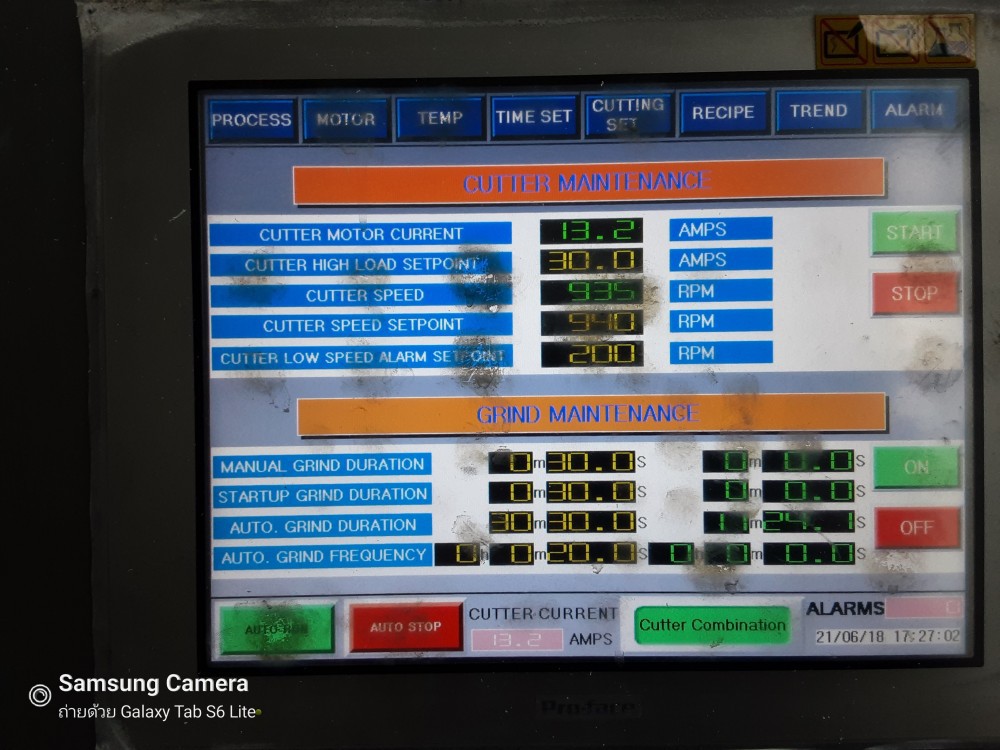 PROCESS MOTOR TEMP TIME SET CUTTING SET RECIPE TREND ALARM
CUTTER MAINTENANCE
CUTTER MOTOR CURRENT 13.2 AMPS START
CUTTER HIGH LOAD SETPOINT 30.0 AMPS
CUTTER SPEED 935 RPM STOP
CUTTER SPEED SETPOINT 940 RPM
CUTTER LOW SPEED ALARM SETPOINT 200 RPM
GRIND MAINTENANCE
MANUAL GRIND DURATION 0 m 30.0 S 0 m 0.0 S ON
STARTUP GRIND DURATION 0 m 30.0 S 0 m 0.0 S
AUTO. GRIND DURATION 30 m 30.0 S 11 m 24.1 S OFF
AUTO. GRIND FREQUENCY 0 h 0 m 20.0 S 0 h 0 m 0.0 S
AUTO RUN AUTO STOP CUTTER CURRENT 13.2 AMPS Cutter Combination ALARMS 0
21/06/18 17:27:02
Pro-face
Samsung Camera
ถ่ายด้วย Galaxy Tab S6 Lite